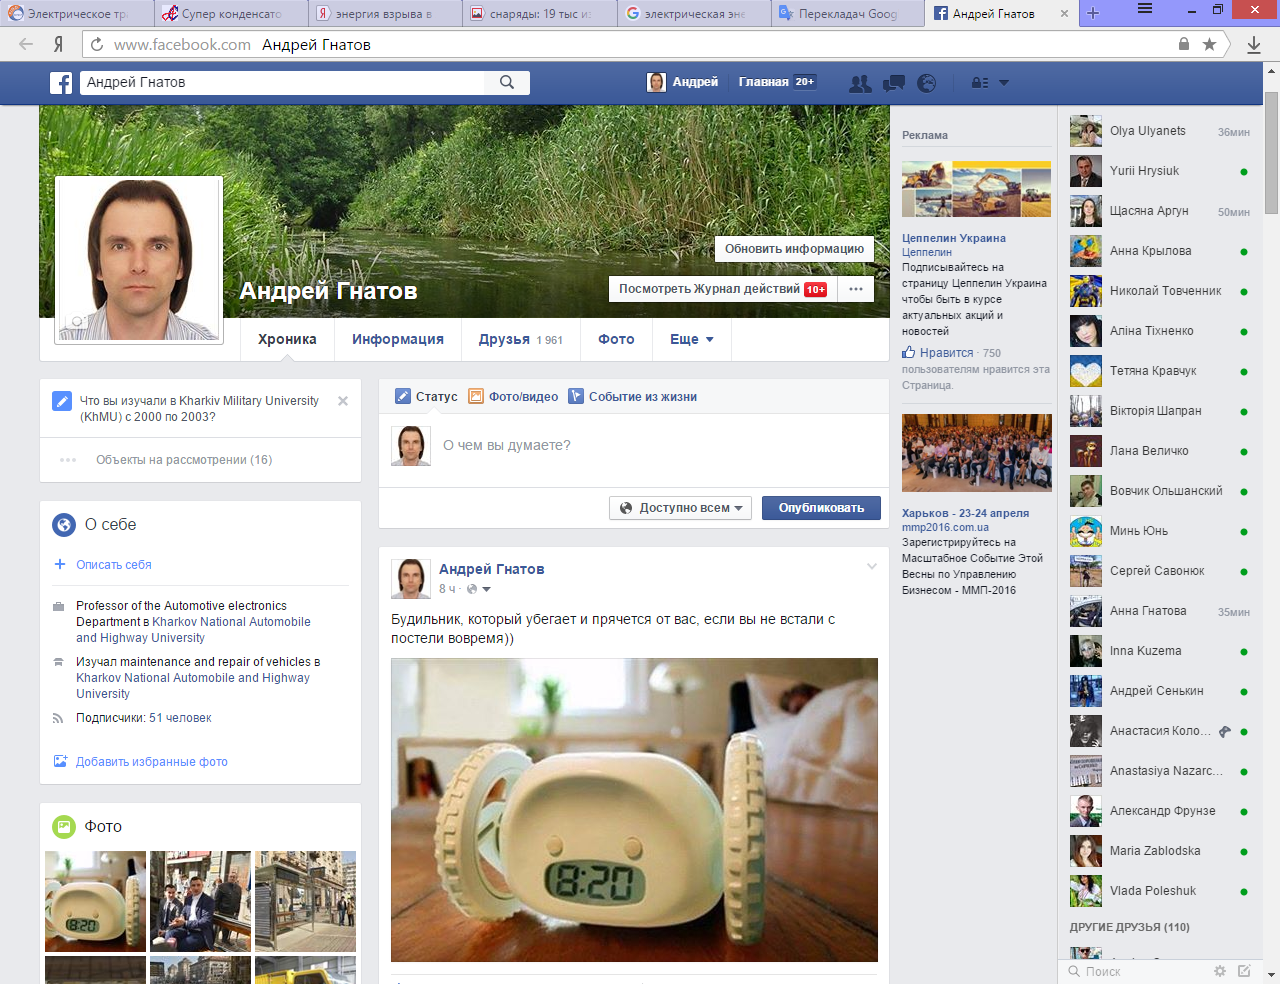 Электрическое тр
Супер конденсато
энергия взрыва в
снаряды: 19 тыс из
электрическая эне
Перекладач Goog
Андрей Гнатов
www.facebook.com Андрей Гнатов
Андрей Гнатов
Андрей
Главная 20+
Обновить информацию
Посмотреть Журнал действий 10+
Андрей Гнатов
Хроника
Информация
Друзья 1 961
Фото
Еще
Что вы изучали в Kharkiv Military University
(KhMU) с 2000 по 2003?
Объекты на рассмотрении (16)
О себе
Описать себя
Professor of the Automotive electronics
Department в Kharkov National Automobile
and Highway University
Изучал maintenance and repair of vehicles в
Kharkov National Automobile and Highway
University
Подписчики: 51 человек
Добавить избранные фото
Фото
8:20
Статус
Фото/видео
Событие из жизни
О чем вы думаете?
Доступно всем
Опубликовать
Андрей Гнатов
8 ч ·
Будильник, который убегает и прячется от вас, если вы не встали с
постели вовремя))
8:20
Реклама
Цеппелин Украина
Цеппелин
Подписывайтесь на
страницу Цеппелин Украина
чтобы быть в курсе
актуальных акций и
новостей
Нравится · 750
пользователям нравится эта
Страница.
Харьков - 23-24 апреля
mmp2016.com.ua
Зарегистрируйтесь на
Масштабное Событие Этой
Весны по Управлению
Бизнесом - ММП-2016
Olya Ulyanets 36мин
Yurii Hrysiuk
Щасяна Аргун 50мин
Анна Крылова
Николай Товченник
Аліна Тіхненко
Тетяна Кравчук
Вікторія Шапран
Лана Величко
Вовчик Ольшанский
Минь Юнь
Сергей Савонюк
Анна Гнатова 35мин
Inna Kuzema
Андрей Сенькин
Анастасия Коло...
Anastasiya Nazarc...
Александр Фрунзе
Maria Zablodska
Vlada Poleshuk
ДРУГИЕ ДРУЗЬЯ (110)
Поиск